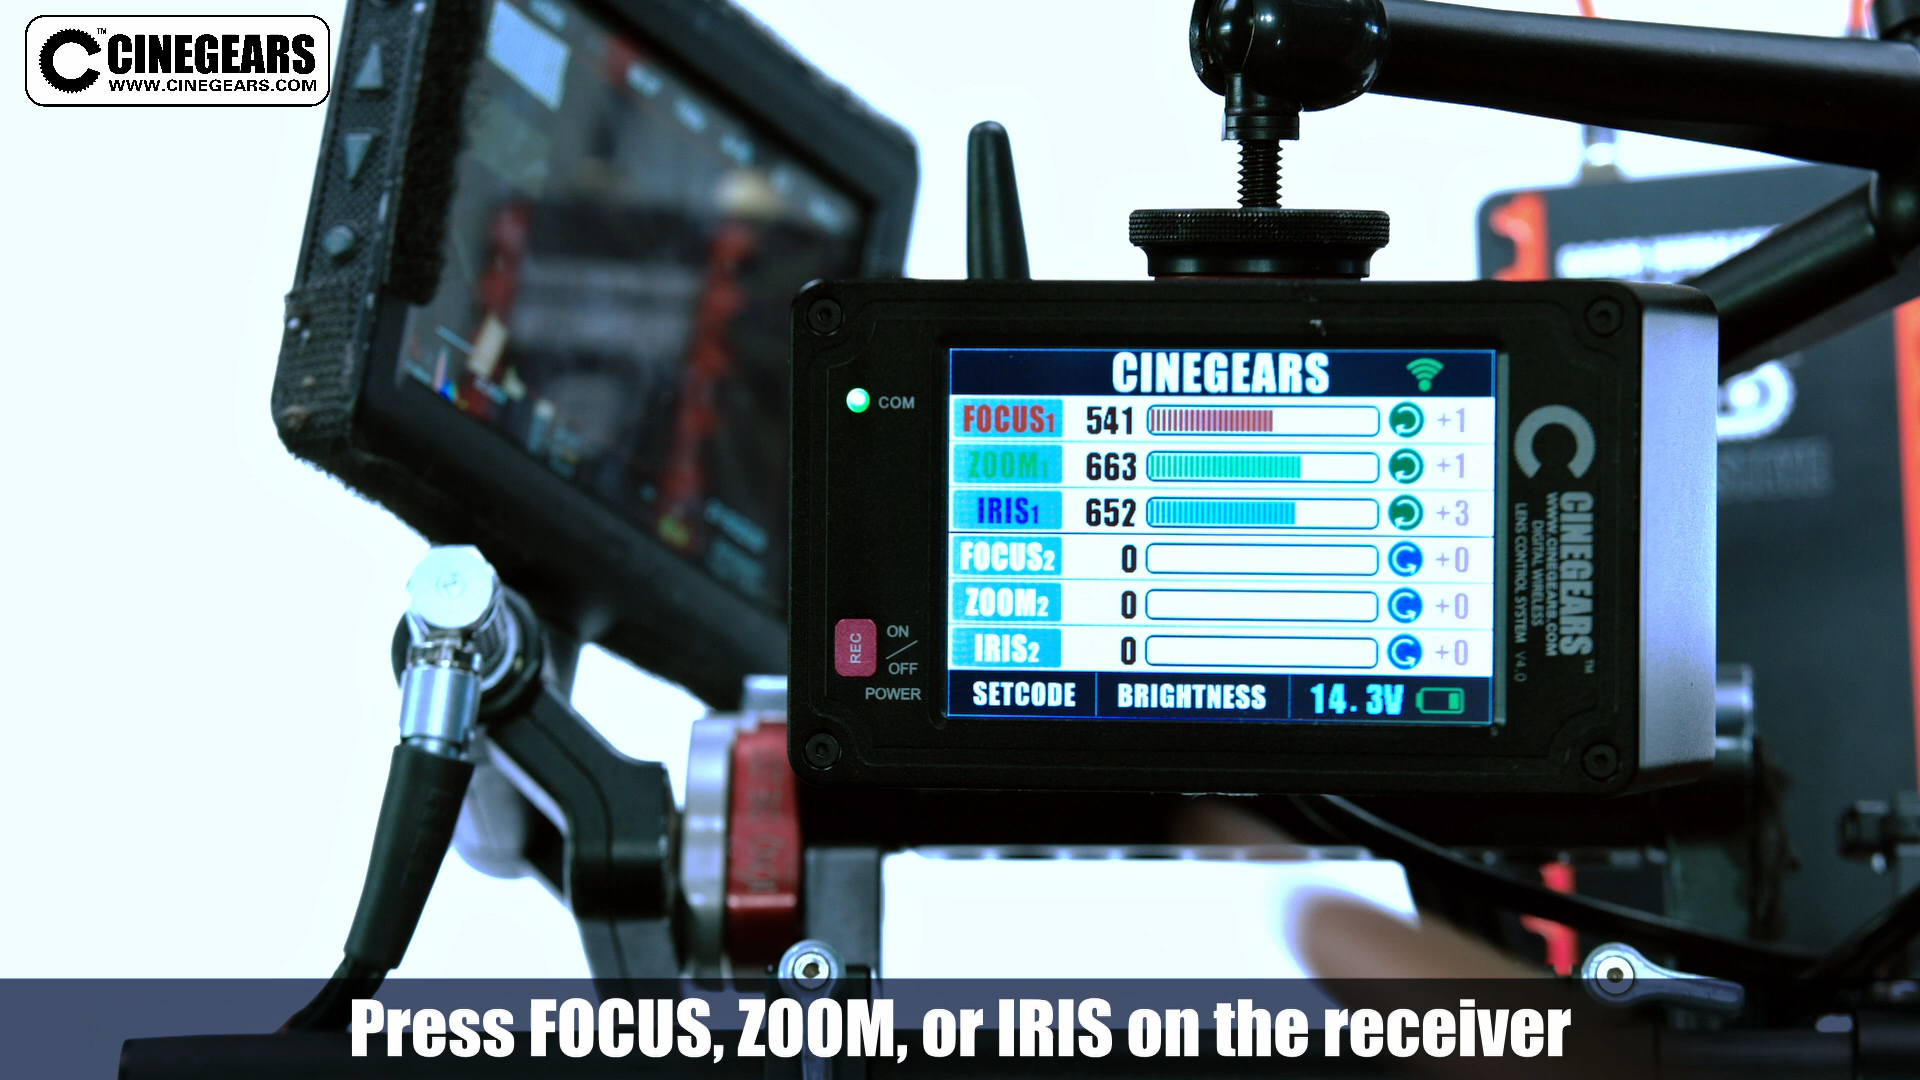 CINEGEARS™
WWW.CINEGEARS.COM
CINEGEARS
COM
FOCUS1 541 +1
ZOOM1 663 +1
IRIS1 652 +3
FOCUS2 0 +0
ZOOM2 0 +0
IRIS2 0 +0
SETCODE BRIGHTNESS 14.3V
REC
ON
OFF
POWER
CINEGEARS™
WWW.CINEGEARS.COM
DIGITAL WIRELESS
LENS CONTROL SYSTEM V4.0
Press FOCUS, ZOOM, or IRIS on the receiver